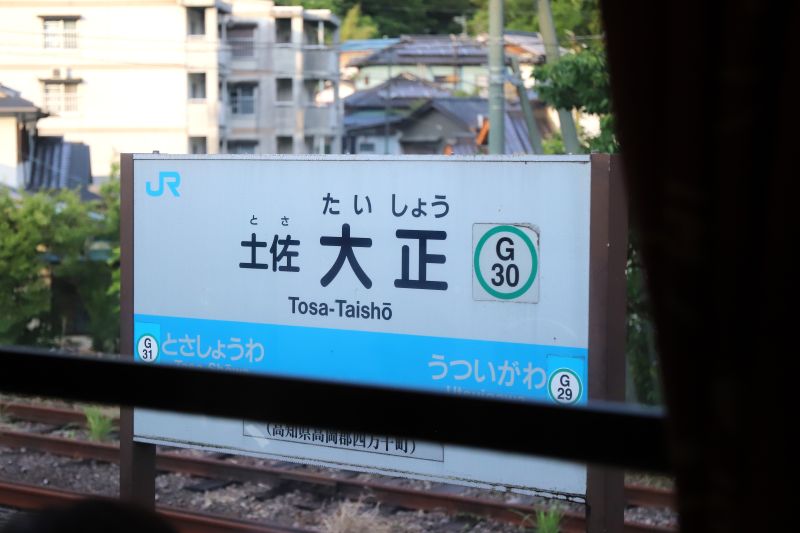 JR
たいしょう
とさ
土佐 大正
G
30
Tosa-Taishō
G
31
とさしょうわ
うついがわ
G
29
(高知県高岡郡四万十町)